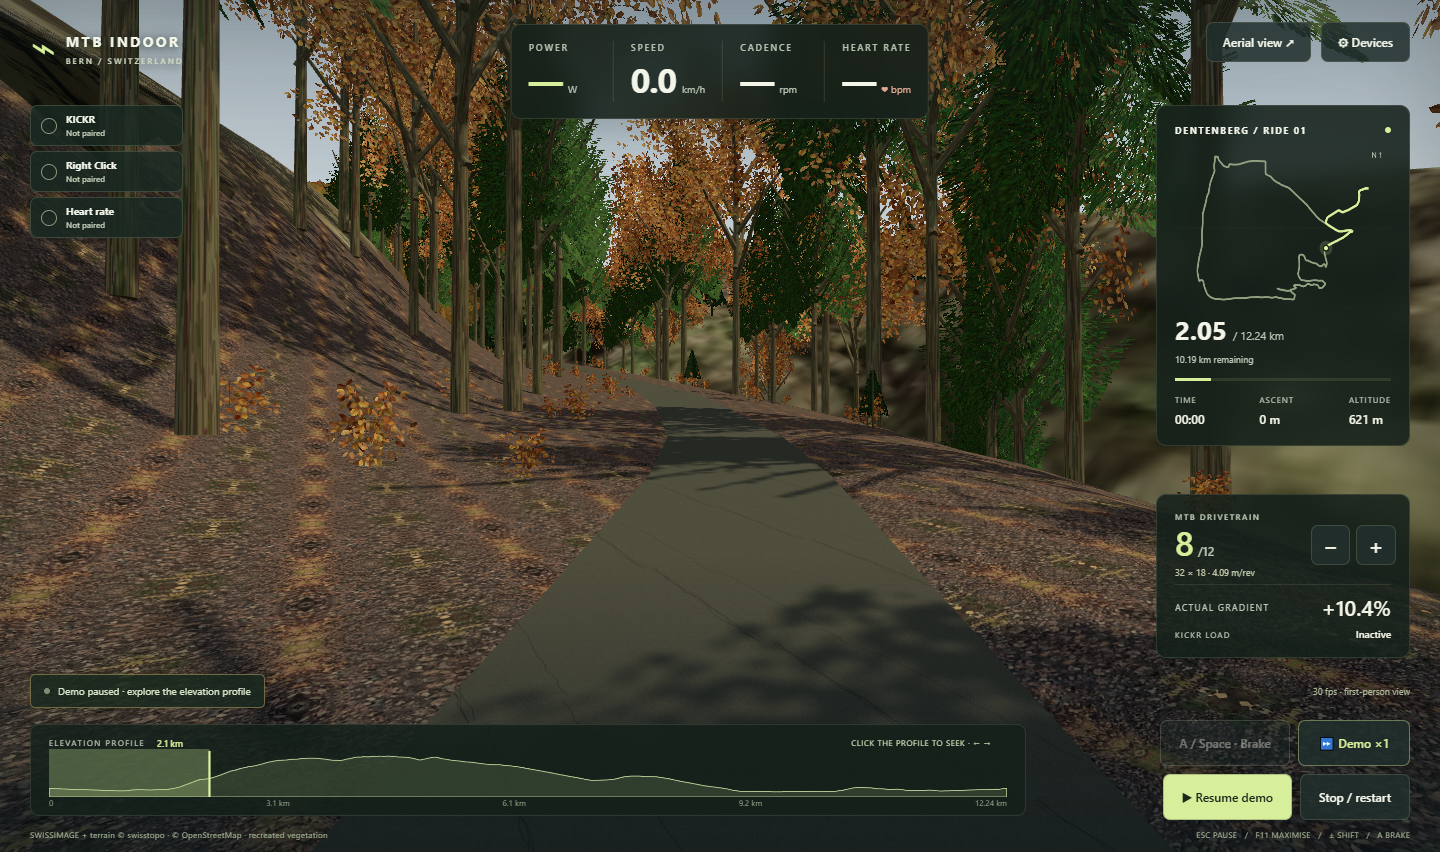 MTB INDOOR
BERN / SWITZERLAND
KICKR
Not paired
Right Click
Not paired
Heart rate
Not paired
POWER
W
SPEED
0.0 km/h
CADENCE
rpm
HEART RATE
♥ bpm
Aerial view ↗
⚙ Devices
DENTENBERG / RIDE 01
N↑
2.05 / 12.24 km
10.19 km remaining
TIME ASCENT ALTITUDE
00:00 0 m 621 m
MTB DRIVETRAIN
8 /12
− +
32 × 18 · 4.09 m/rev
ACTUAL GRADIENT +10.4%
KICKR LOAD Inactive
30 fps · first-person view
Demo paused · explore the elevation profile
ELEVATION PROFILE 2.1 km
CLICK THE PROFILE TO SEEK · ← →
0 3.1 km 6.1 km 9.2 km 12.24 km
A / Space · Brake
⏩ Demo ×1
▶ Resume demo
Stop / restart
SWISSIMAGE + terrain © swisstopo · © OpenStreetMap · recreated vegetation
ESC PAUSE / F11 MAXIMISE / ± SHIFT / A BRAKE